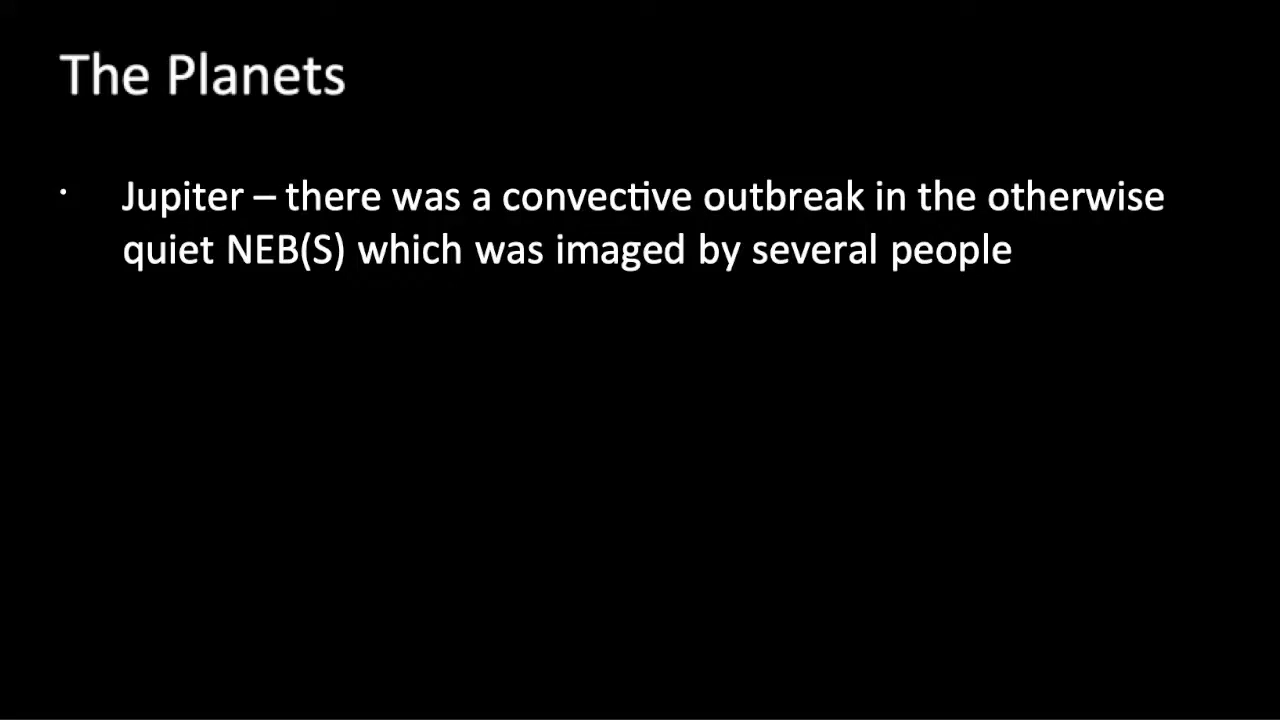 The Planets
• Jupiter – there was a convective outbreak in the otherwise
quiet NEB(S) which was imaged by several people